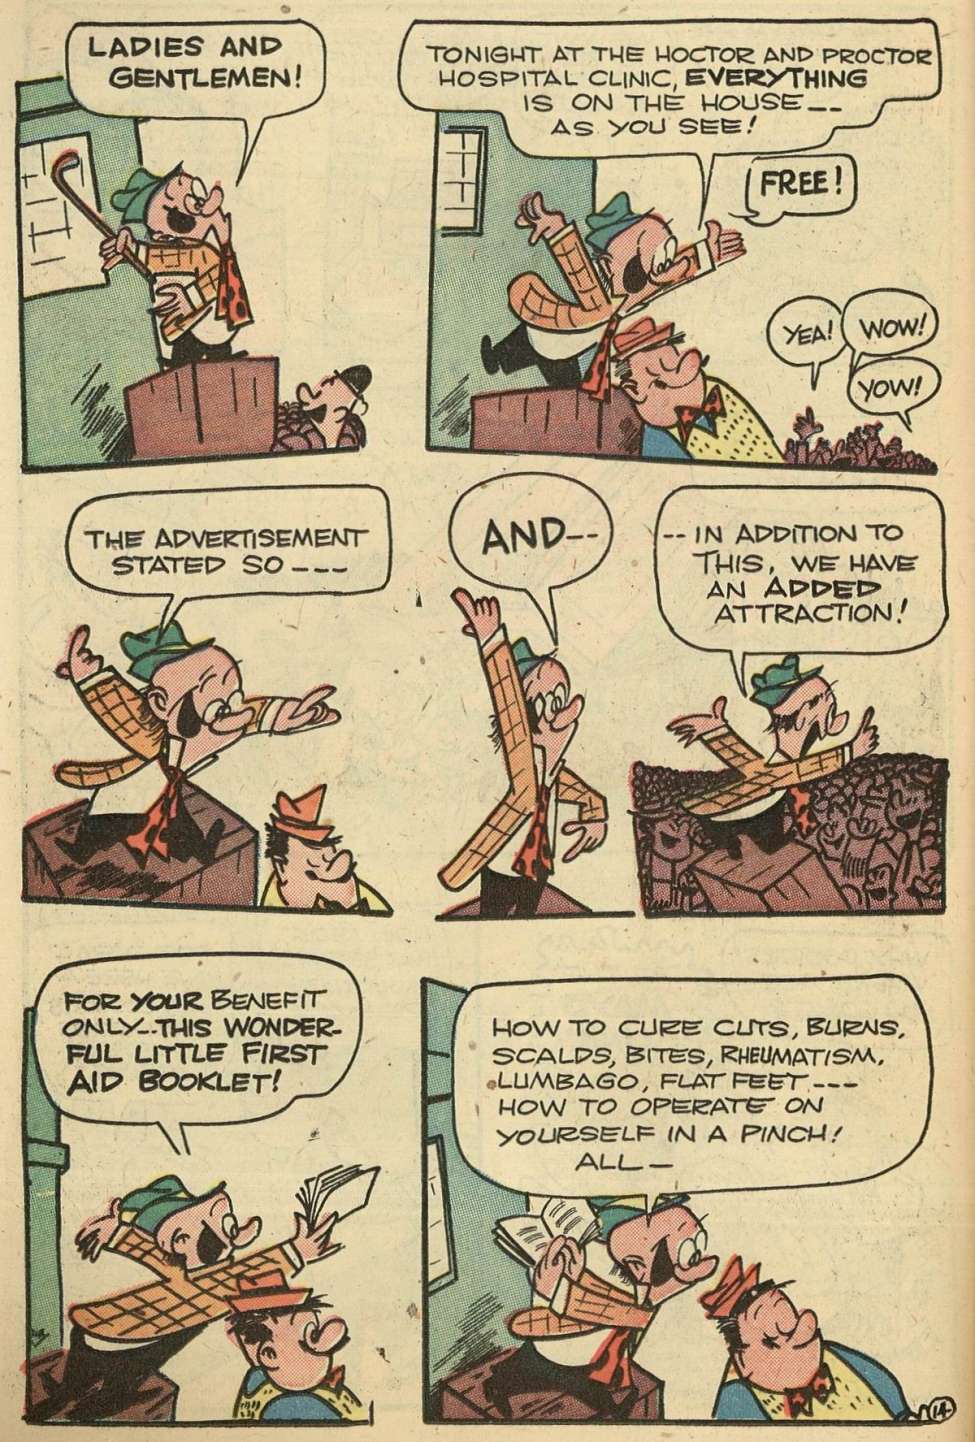 LADIES AND
GENTLEMEN!
TONIGHT AT THE HOCTOR AND PROCTOR
HOSPITAL CLINIC, EVERYTHING
IS ON THE HOUSE--
AS YOU SEE!
FREE!
YEA!
WOW!
YOW!
THE ADVERTISEMENT
STATED SO---
AND--
--IN ADDITION TO
THIS, WE HAVE
AN ADDED
ATTRACTION!
FOR YOUR BENEFIT
ONLY..THIS WONDER-
FUL LITTLE FIRST
AID BOOKLET!
HOW TO CURE CUTS, BURNS,
SCALDS, BITES, RHEUMATISM,
LUMBAGO, FLAT FEET---
HOW TO OPERATE ON
YOURSELF IN A PINCH!
ALL-
14